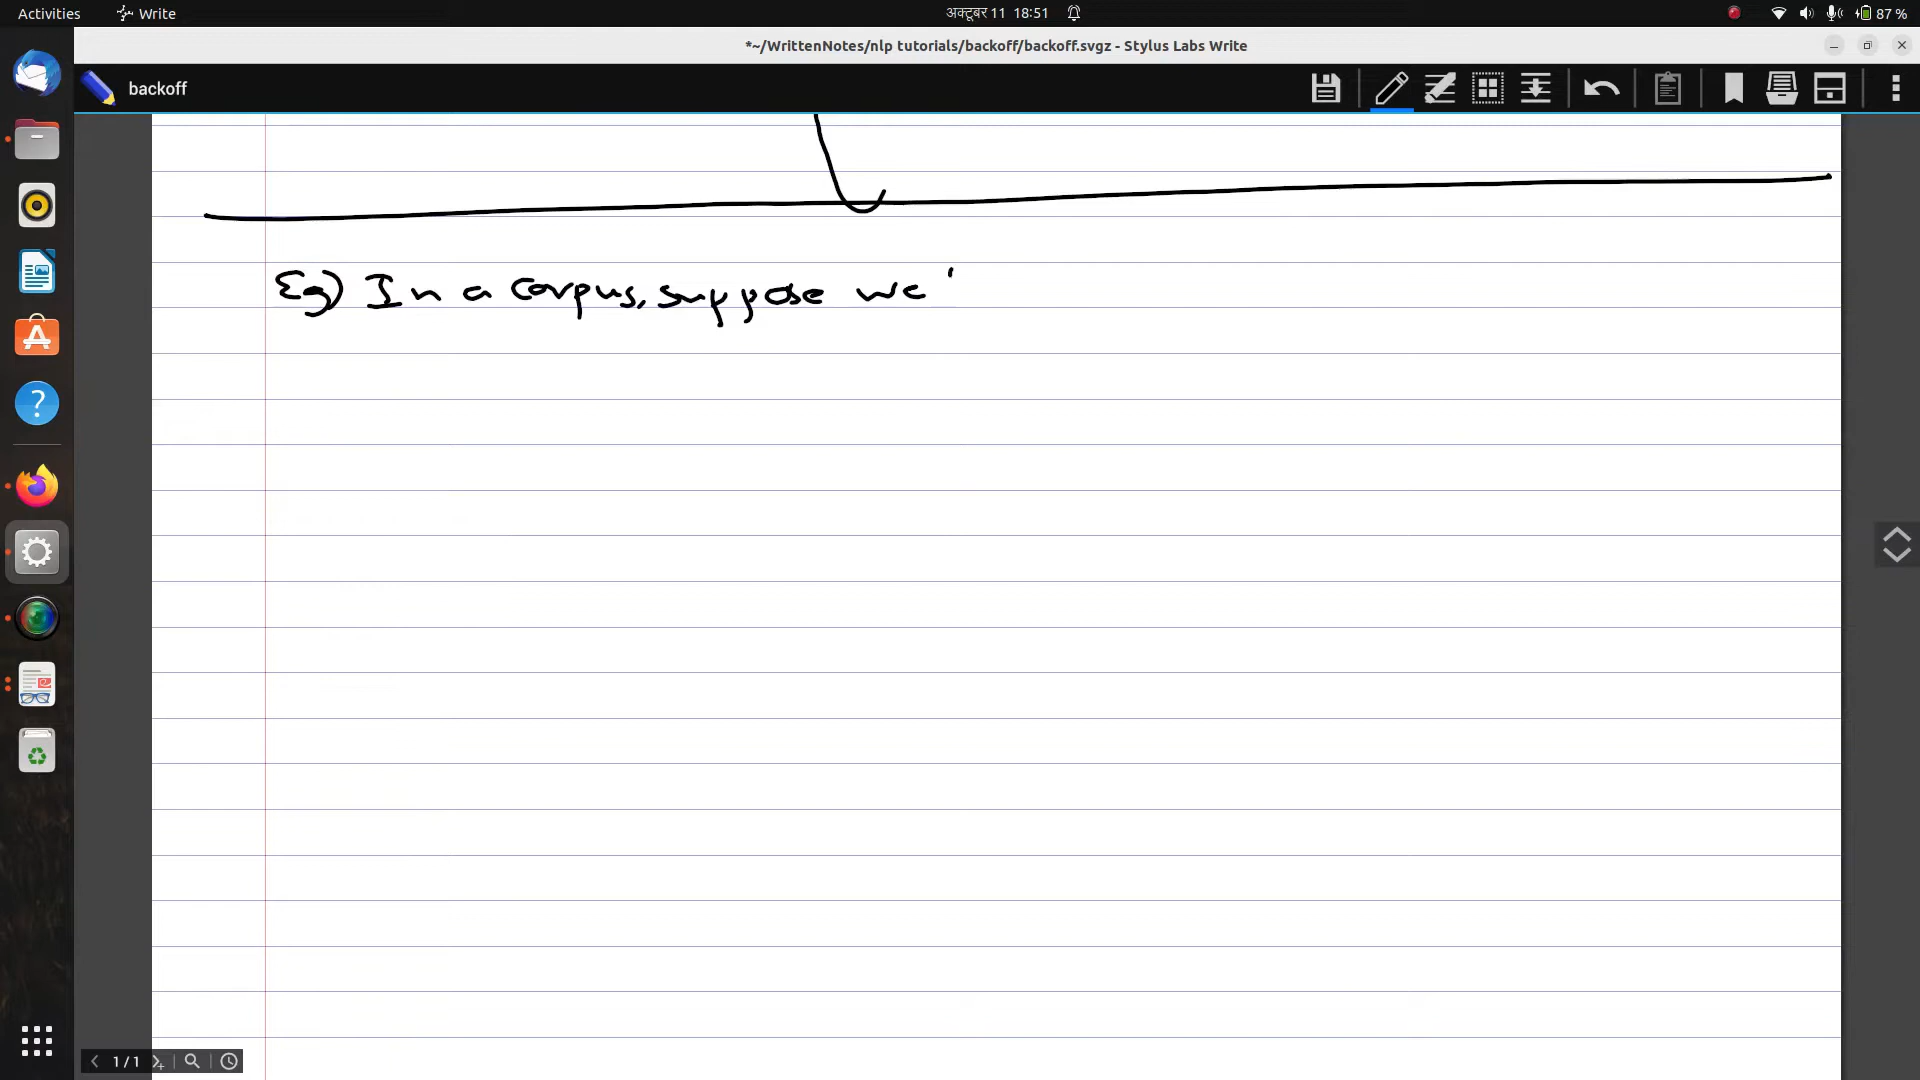 Activities Write अक्टूबर 11 18:51 87 %
*~/WrittenNotes/nlp tutorials/backoff/backoff.svgz - Stylus Labs Write
backoff
Eg) In a corpus, suppose we '
1 / 1